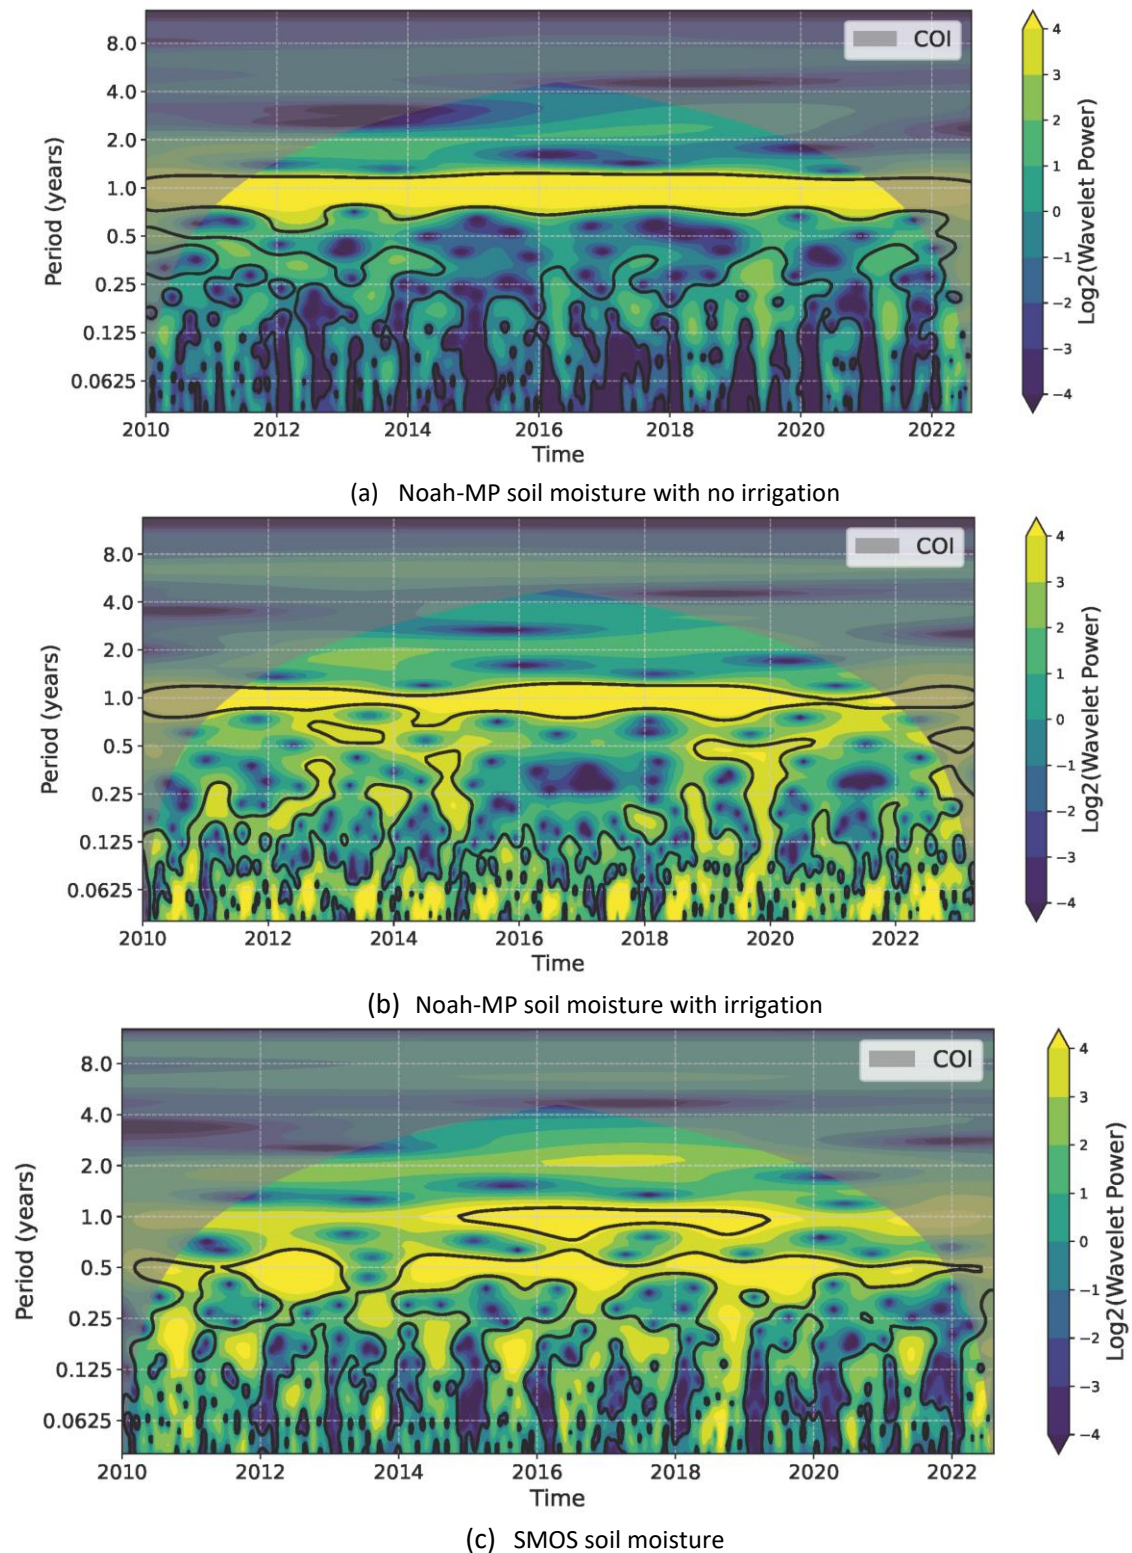 COI
8.0
4.0
2.0
1.0
0.5
0.25
0.125
0.0625
Period (years)
2010 2012 2014 2016 2018 2020 2022
Time
4
3
2
1
0
−1
−2
−3
−4
Log2(Wavelet Power)
(a) Noah-MP soil moisture with no irrigation
COI
8.0
4.0
2.0
1.0
0.5
0.25
0.125
0.0625
Period (years)
2010 2012 2014 2016 2018 2020 2022
Time
4
3
2
1
0
−1
−2
−3
−4
Log2(Wavelet Power)
(b) Noah-MP soil moisture with irrigation
COI
8.0
4.0
2.0
1.0
0.5
0.25
0.125
0.0625
Period (years)
2010 2012 2014 2016 2018 2020 2022
Time
4
3
2
1
0
−1
−2
−3
−4
Log2(Wavelet Power)
(c) SMOS soil moisture